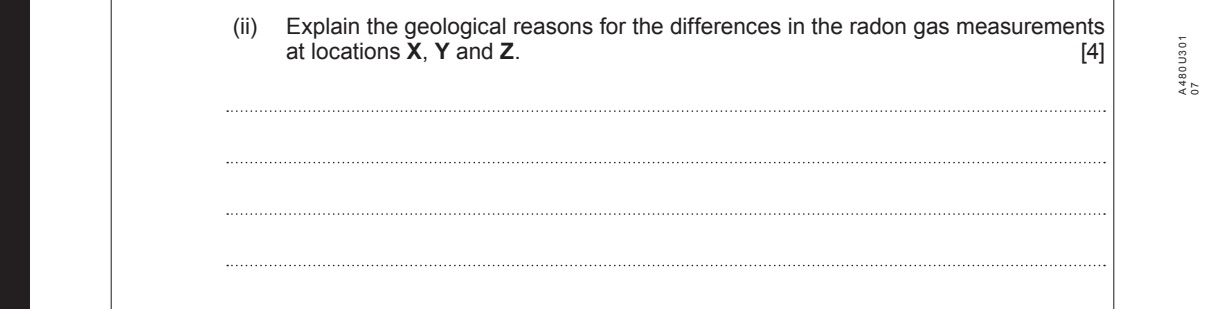 (ii) Explain the geological reasons for the differences in the radon gas measurements
at locations X, Y and Z. [4]
A480U301
07